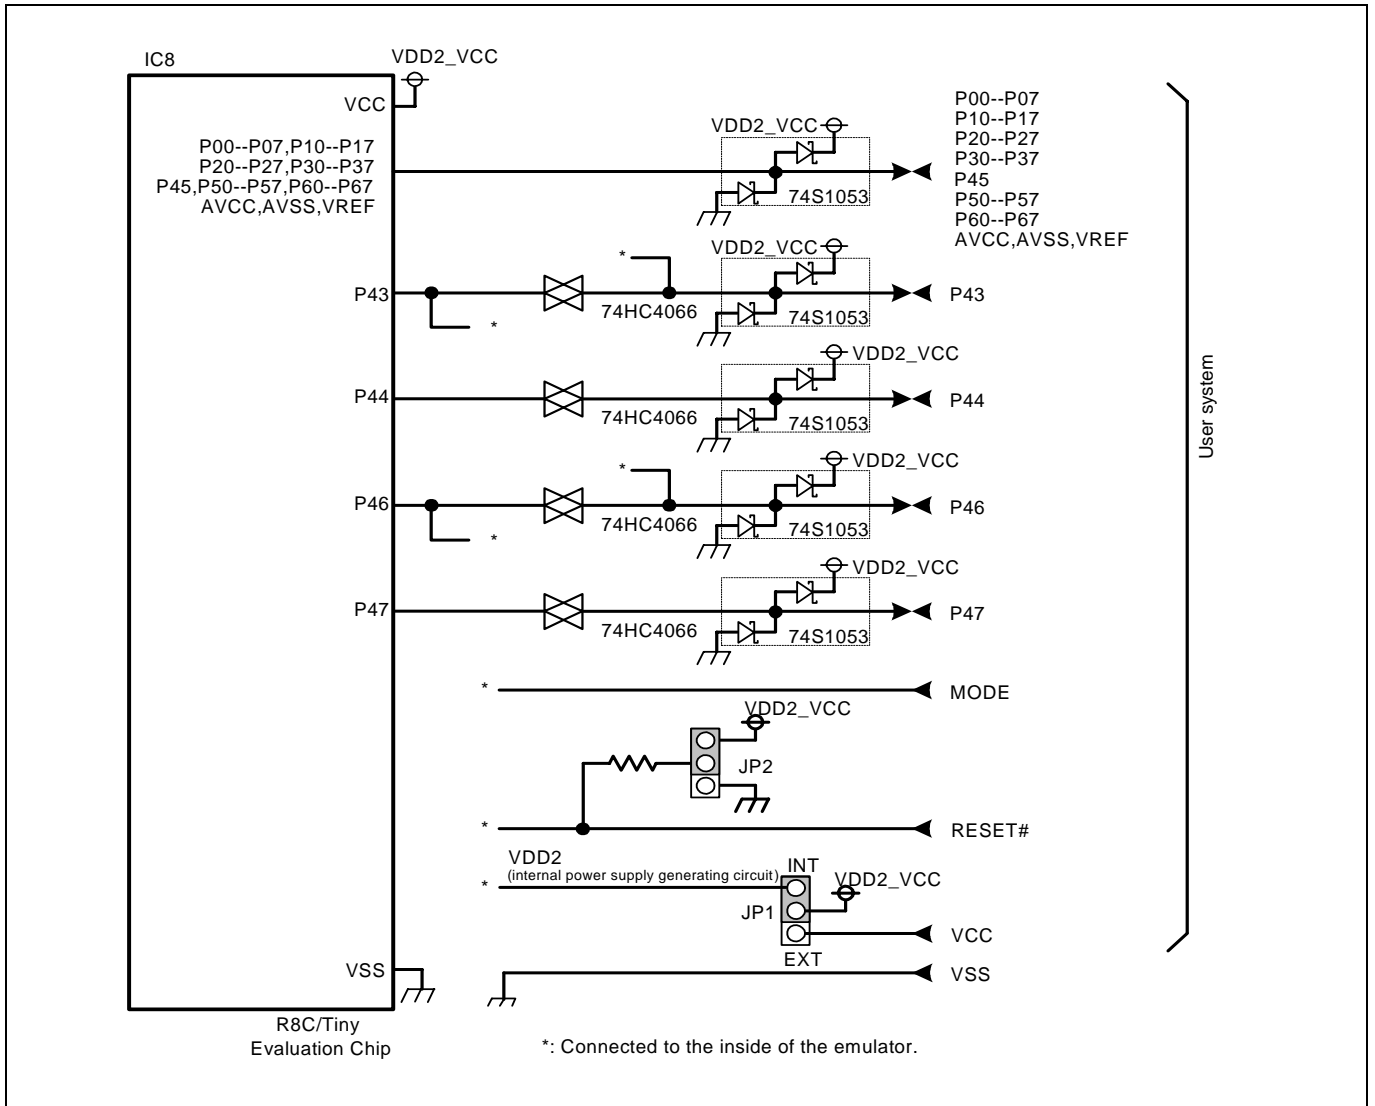 IC8
VDD2_VCC
VCC
P00--P07,P10--P17
P20--P27,P30--P37
P45,P50--P57,P60--P67
AVCC,AVSS,VREF
VDD2_VCC
74S1053
P00--P07
P10--P17
P20--P27
P30--P37
P45
P50--P57
P60--P67
AVCC,AVSS,VREF
VDD2_VCC
*
P43
*
74HC4066
74S1053
P43
VDD2_VCC
P44
74HC4066
74S1053
P44
User system
VDD2_VCC
*
P46
*
74HC4066
74S1053
P46
VDD2_VCC
P47
74HC4066
74S1053
P47
*
MODE
VDD2_VCC
JP2
*
RESET#
VDD2
(internal power supply generating circuit)
*
INT
VDD2_VCC
JP1
VCC
EXT
VSS
VSS
R8C/Tiny
Evaluation Chip
*: Connected to the inside of the emulator.